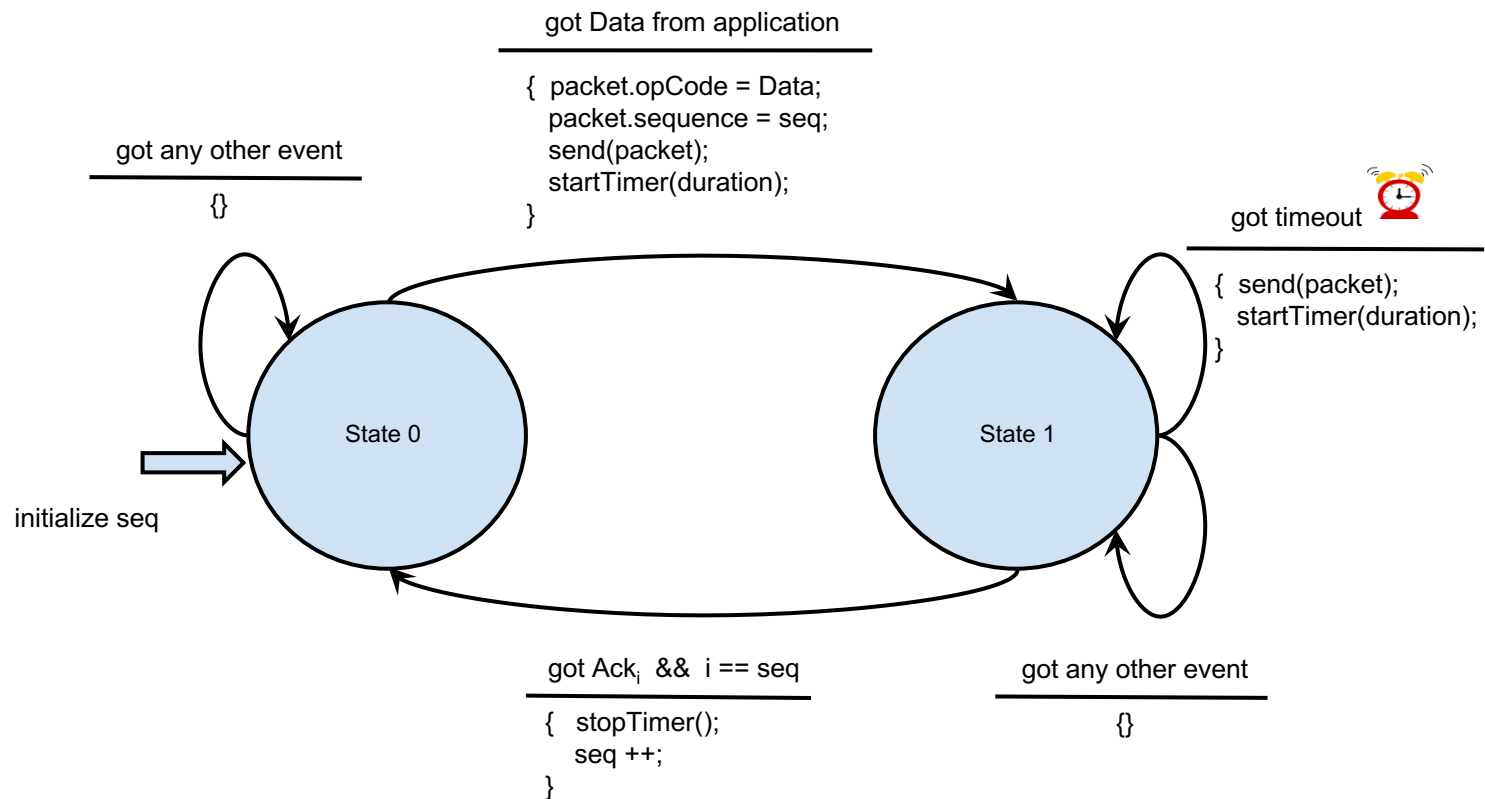 got Data from application
{  packet.opCode = Data;
packet.sequence = seq;
send(packet);
startTimer(duration);
}
got any other event
{}
got timeout
{  send(packet);
startTimer(duration);
}
State 0
State 1
initialize seq
got Ackᵢ  &&  i == seq
{   stopTimer();
seq ++;
}
got any other event
{}